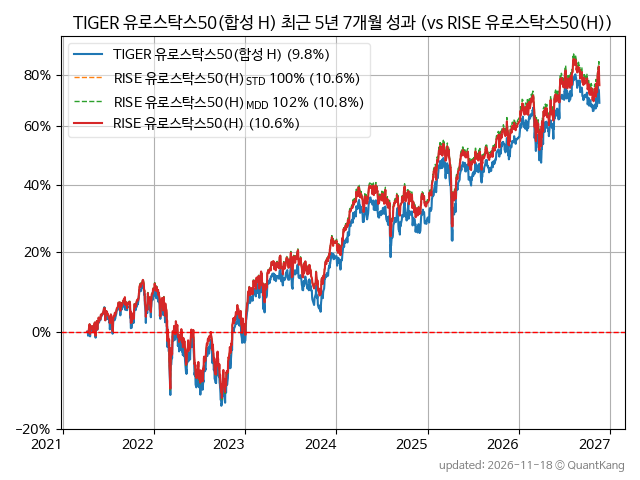 TIGER 유로스탁스50(합성 H) 최근 5년 7개월 성과 (vs RISE 유로스탁스50(H))
TIGER 유로스탁스50(합성 H) (9.8%)
RISE 유로스탁스50(H) STD 100% (10.6%)
RISE 유로스탁스50(H) MDD 102% (10.8%)
RISE 유로스탁스50(H) (10.6%)
80%
60%
40%
20%
0%
−20%
2021 2022 2023 2024 2025 2026 2027
updated: 2026-11-18 © QuantKang